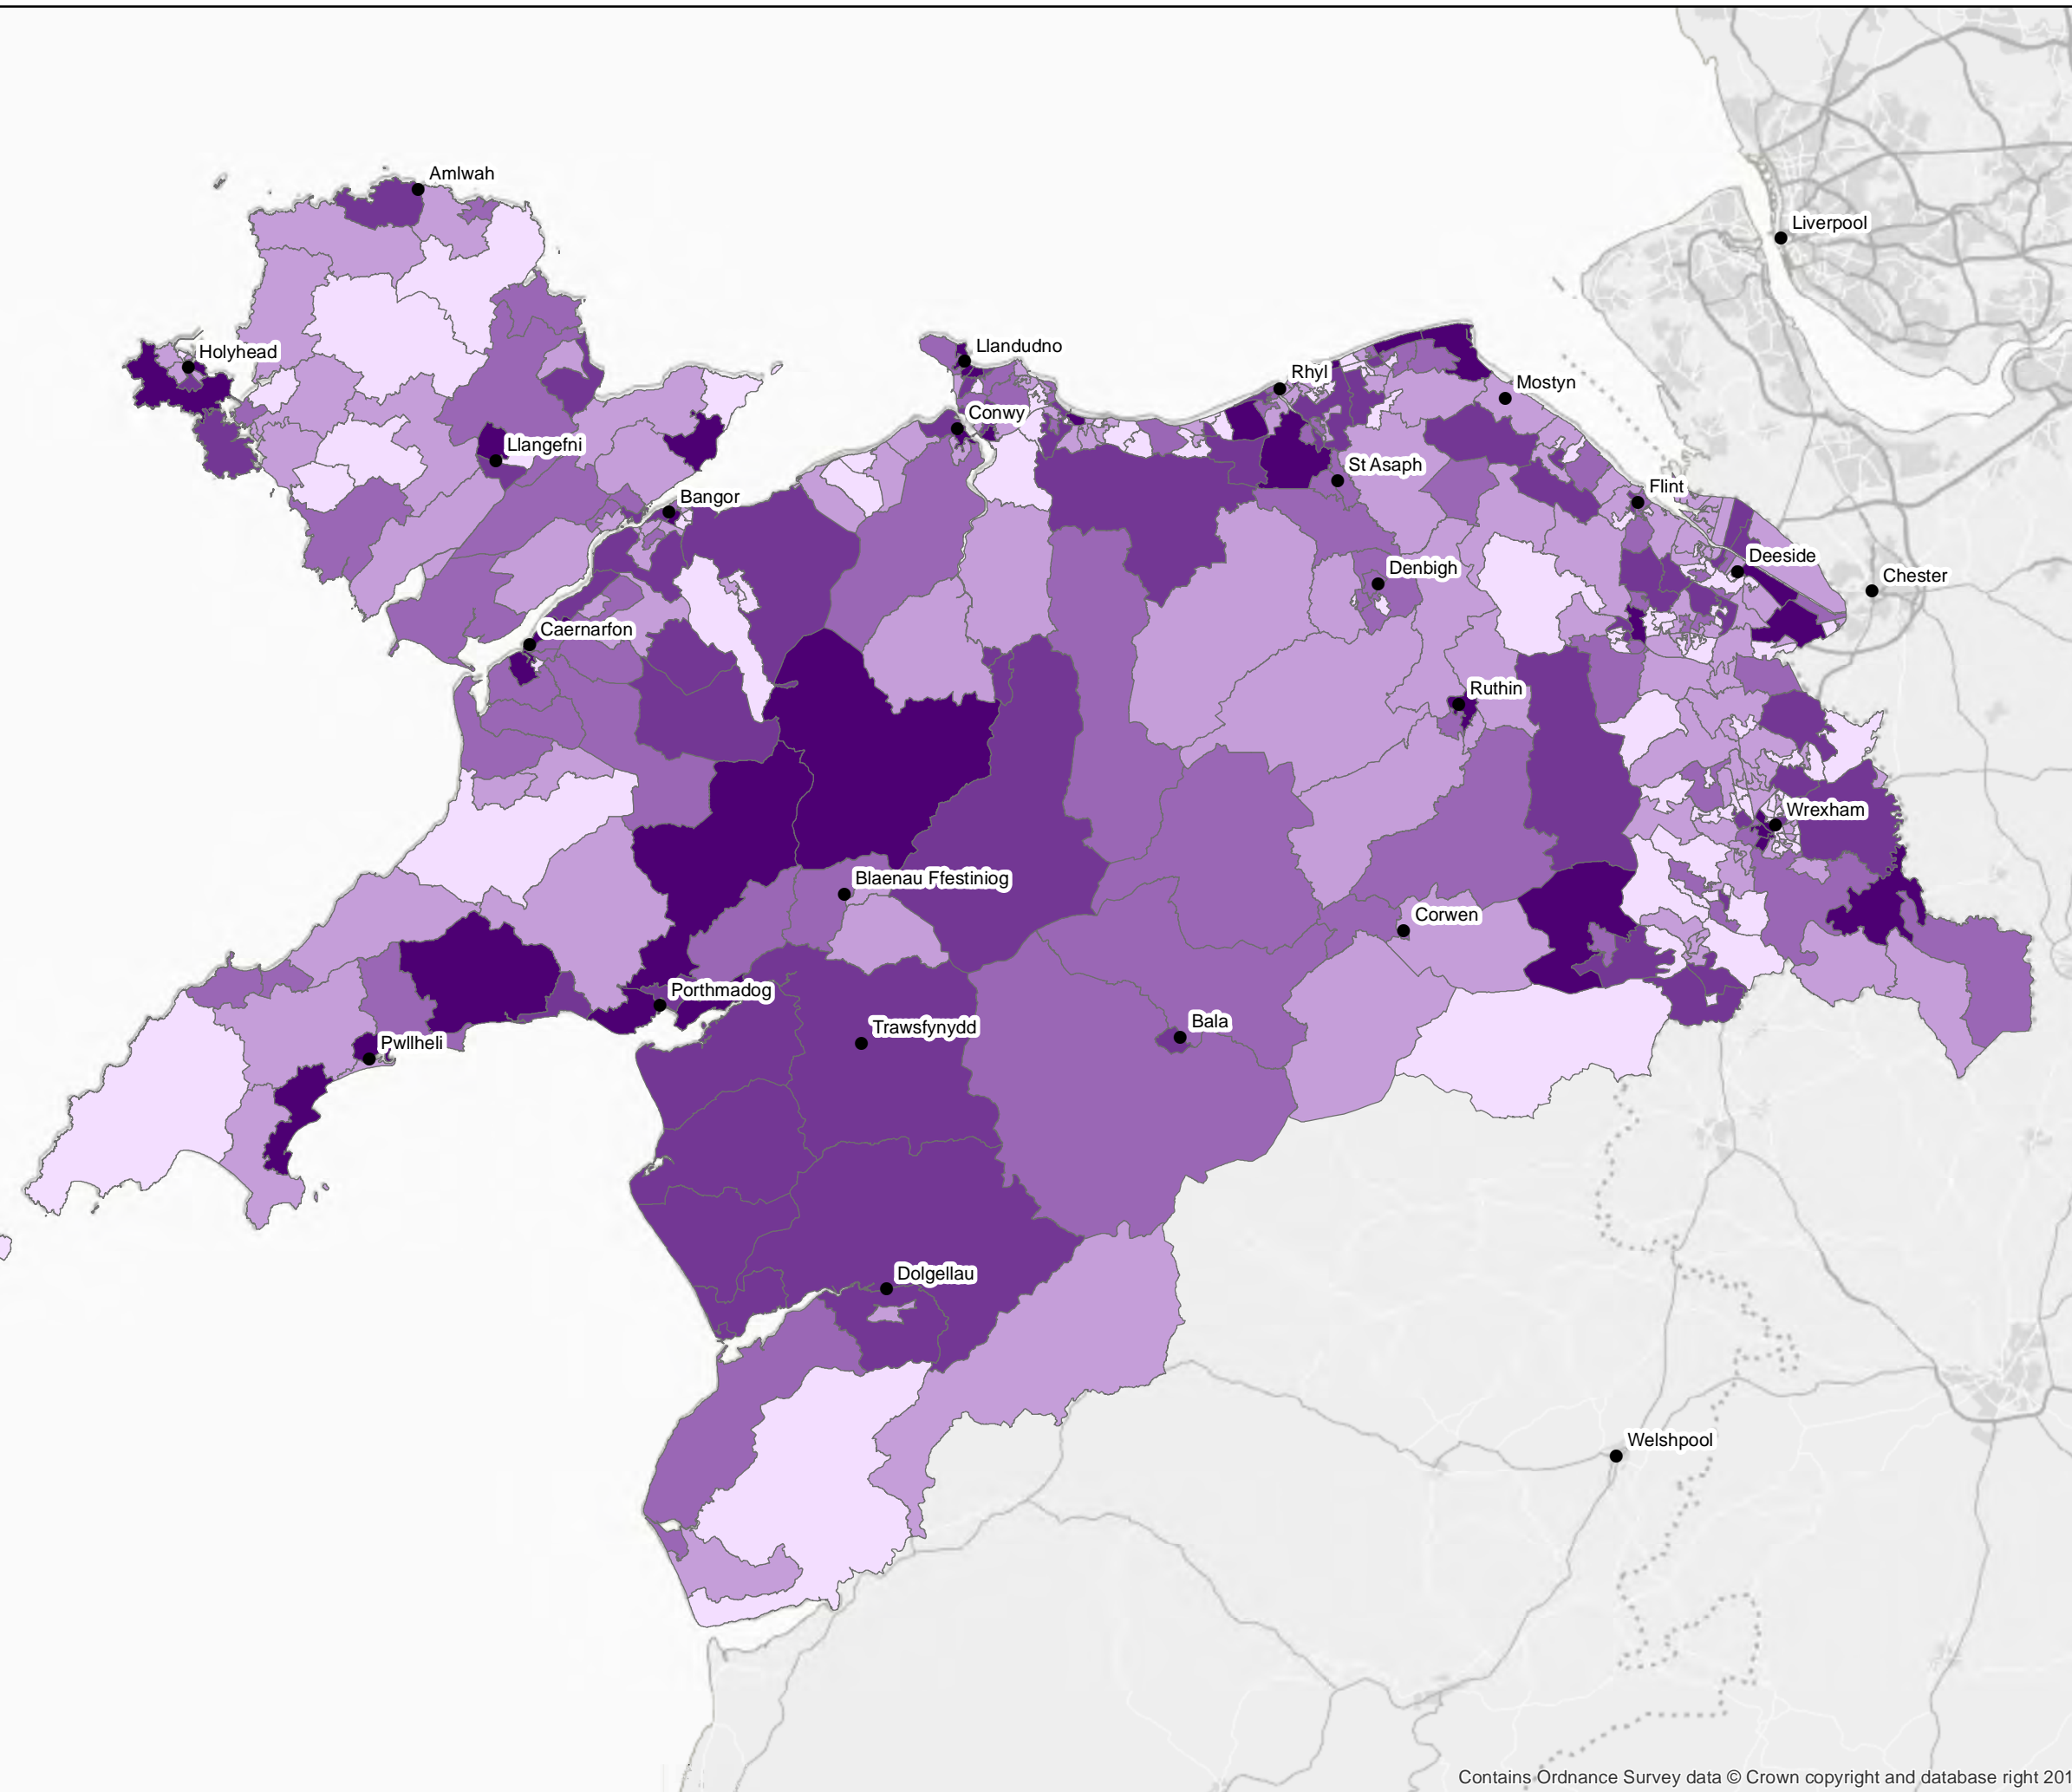 Amlwah
Liverpool
Holyhead
Llandudno
Rhyl
Mostyn
Conwy
Llangefni
St Asaph
Flint
Bangor
Deeside
Denbigh
Chester
Caernarfon
Ruthin
Wrexham
Blaenau Ffestiniog
Corwen
Porthmadog
Trawsfynydd
Bala
Pwllheli
Dolgellau
Welshpool
Contains Ordnance Survey data © Crown copyright and database right 201